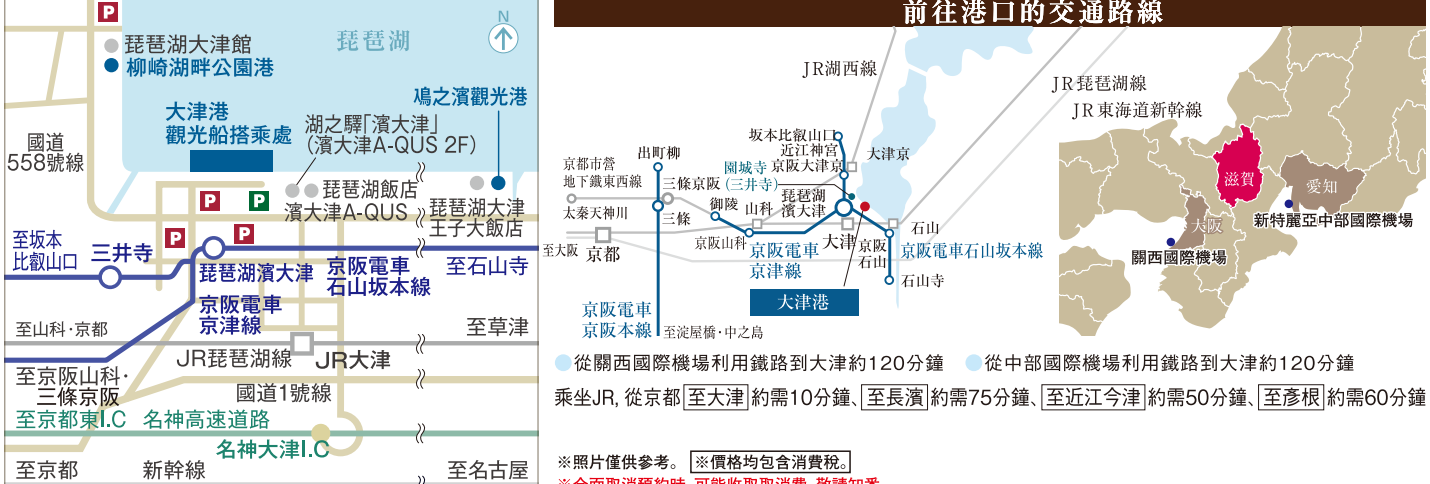 P
N
琵琶湖大津館
柳崎湖畔公園港
琵琶湖
大津港
觀光船搭乘處
鳰之濱觀光港
湖之驛「濱大津」
(濱大津A-QUS 2F)
國道
558號線
P
P
琵琶湖飯店
濱大津A-QUS
琵琶湖大津
王子大飯店
P
P
至坂本
比叡山口
三井寺
琵琶湖濱大津
京阪電車
石山坂本線
至石山寺
京阪電車
京津線
至山科·京都
至草津
JR琵琶湖線
JR大津
至京阪山科·
三條京阪
國道1號線
至京都東I.C
名神高速道路
名神大津I.C
至京都
新幹線
至名古屋
前往港口的交通路線
JR湖西線
JR琵琶湖線
JR東海道新幹線
坂本比叡山口
近江神宮
京阪大津京
大津京
園城寺
(三井寺)
出町柳
京都市營
地下鐵東西線
三條京阪
御陵
山科
琵琶湖
濱大津
太秦天神川
三條
京阪山科
京阪電車
京津線
大津
京阪
石山
石山
京阪電車石山坂本線
至大阪
京都
石山寺
大津港
京阪電車
京阪本線
至淀屋橋·中之島
滋賀
愛知
大阪
新特麗亞中部國際機場
關西國際機場
從關西國際機場利用鐵路到大津約120分鐘
從中部國際機場利用鐵路到大津約120分鐘
乘坐JR, 從京都 至大津 約需10分鐘、至長濱 約需75分鐘、至近江今津 約需50分鐘、至彥根 約需60分鐘
※照片僅供參考。 ※價格均包含消費稅。
※全面取消預約時,可能收取取消費,敬請知悉